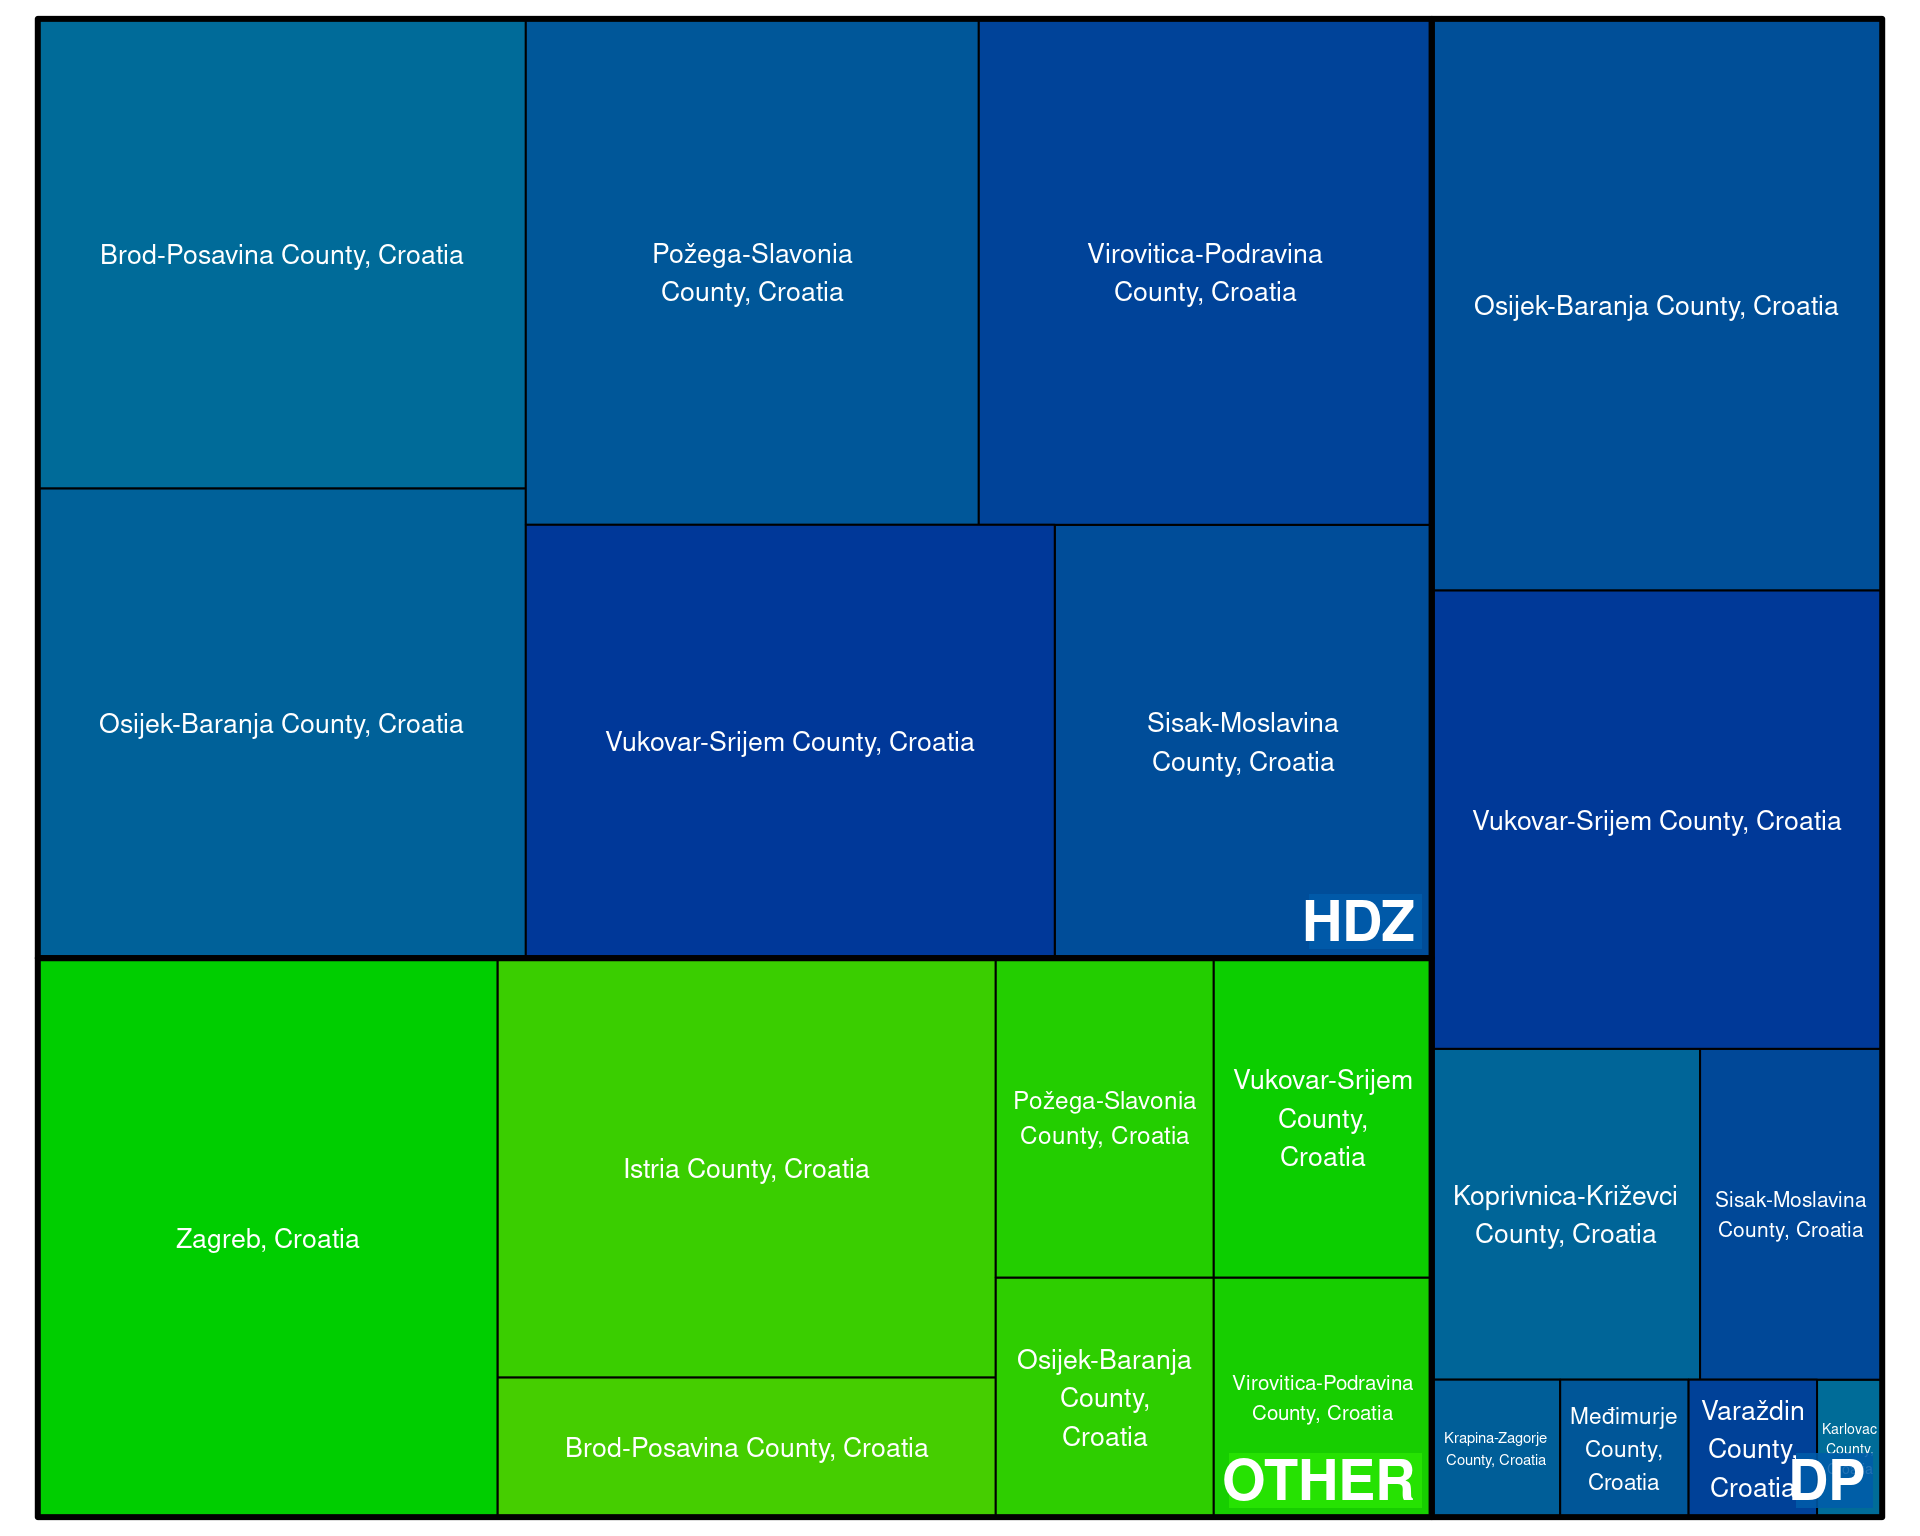 Brod-Posavina County, Croatia
Požega-Slavonia
County, Croatia
Virovitica-Podravina
County, Croatia
Osijek-Baranja County, Croatia
Osijek-Baranja County, Croatia
Vukovar-Srijem County, Croatia
Sisak-Moslavina
County, Croatia
HDZ
Vukovar-Srijem County, Croatia
Zagreb, Croatia
Istria County, Croatia
Brod-Posavina County, Croatia
Požega-Slavonia
County, Croatia
Vukovar-Srijem
County,
Croatia
Osijek-Baranja
County,
Croatia
Virovitica-Podravina
County, Croatia
OTHER
Koprivnica-Križevci
County, Croatia
Sisak-Moslavina
County, Croatia
Krapina-Zagorje
County, Croatia
Međimurje
County,
Croatia
Varaždin
County,
Croatia
Karlovac
County,
DP